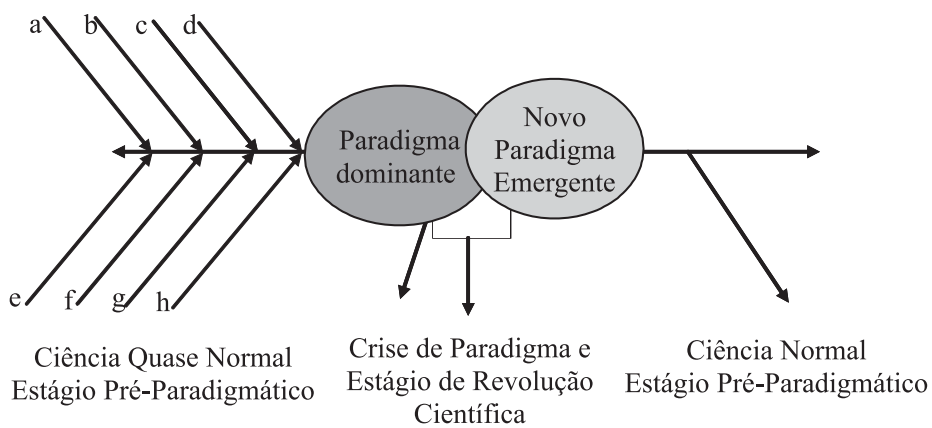 a
b
c
d
Paradigma
dominante
Novo
Paradigma
Emergente
e
f
g
h
Ciência Quase Normal
Estágio Pré-Paradigmático
Crise de Paradigma e
Estágio de Revolução
Científica
Ciência Normal
Estágio Pré-Paradigmático